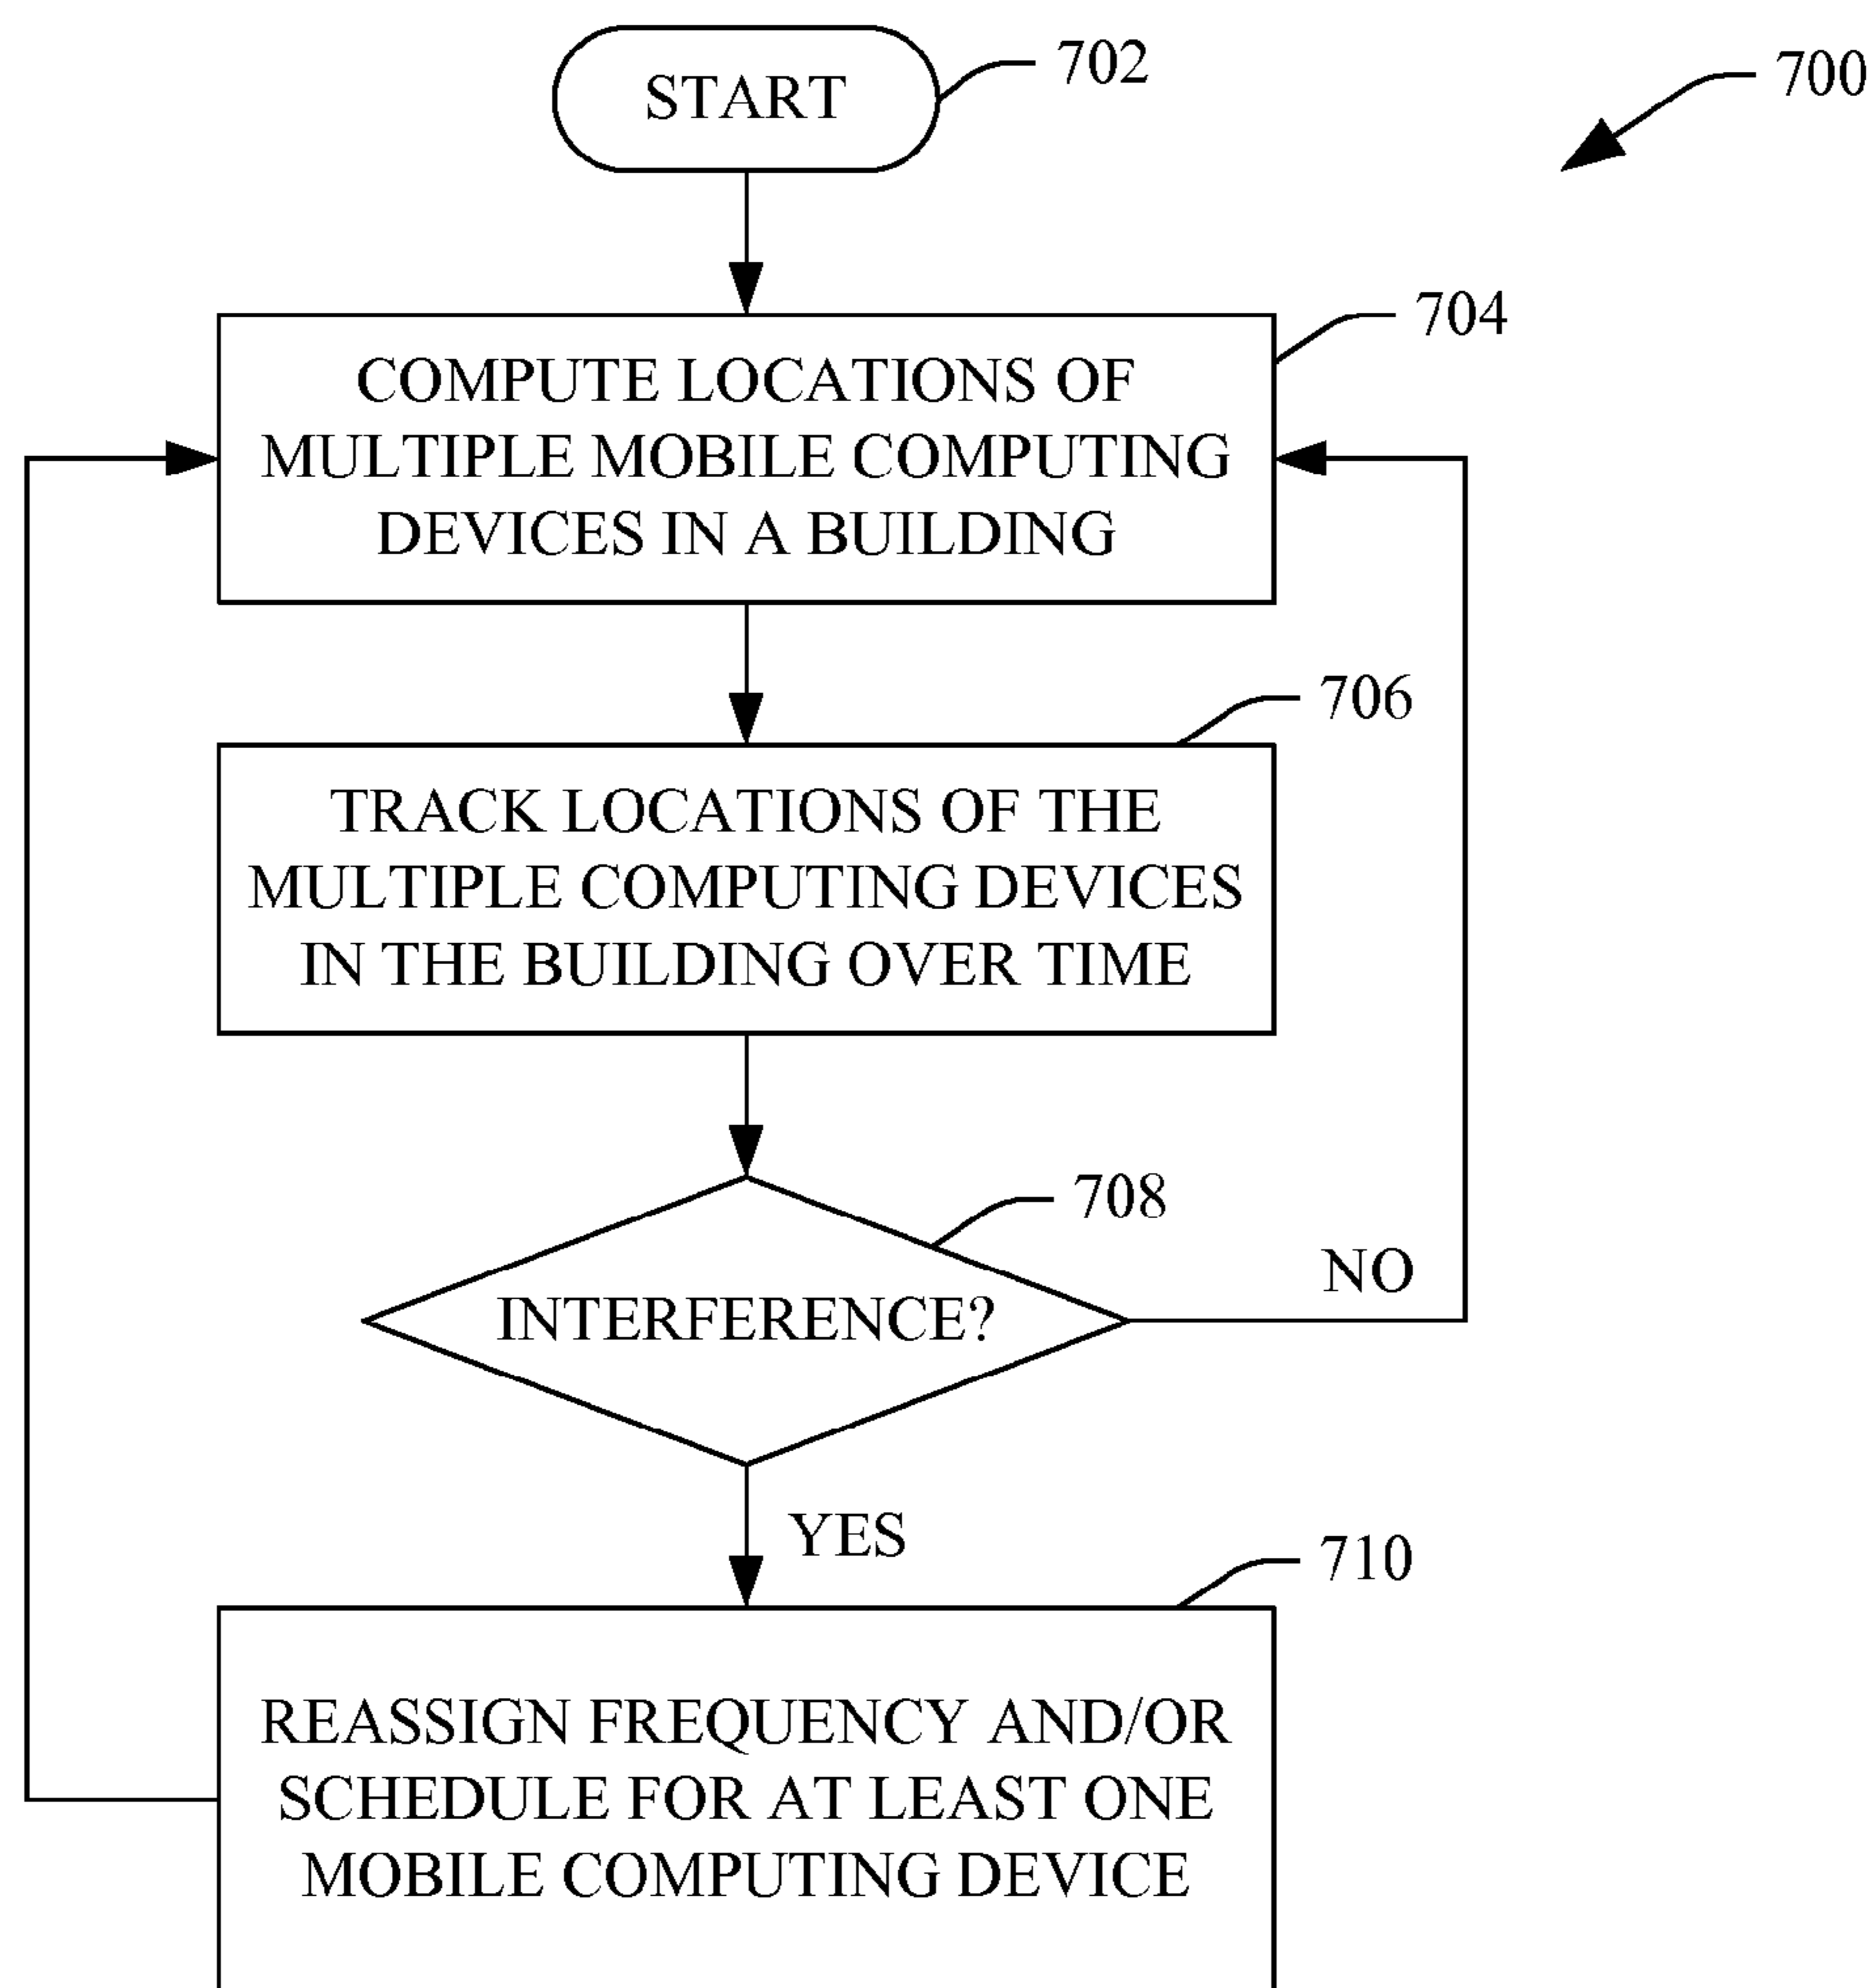 START
702
700
COMPUTE LOCATIONS OF
MULTIPLE MOBILE COMPUTING
DEVICES IN A BUILDING
704
TRACK LOCATIONS OF THE
MULTIPLE COMPUTING DEVICES
IN THE BUILDING OVER TIME
706
INTERFERENCE?
708
NO
YES
REASSIGN FREQUENCY AND/OR
SCHEDULE FOR AT LEAST ONE
MOBILE COMPUTING DEVICE
710